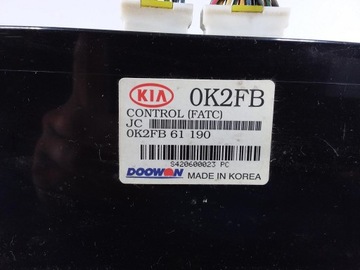 KIA 0K2FB
CONTROL (FATC)
JC
0K2FB 61 190
S420600023 PC
DOOWON MADE IN KOREA